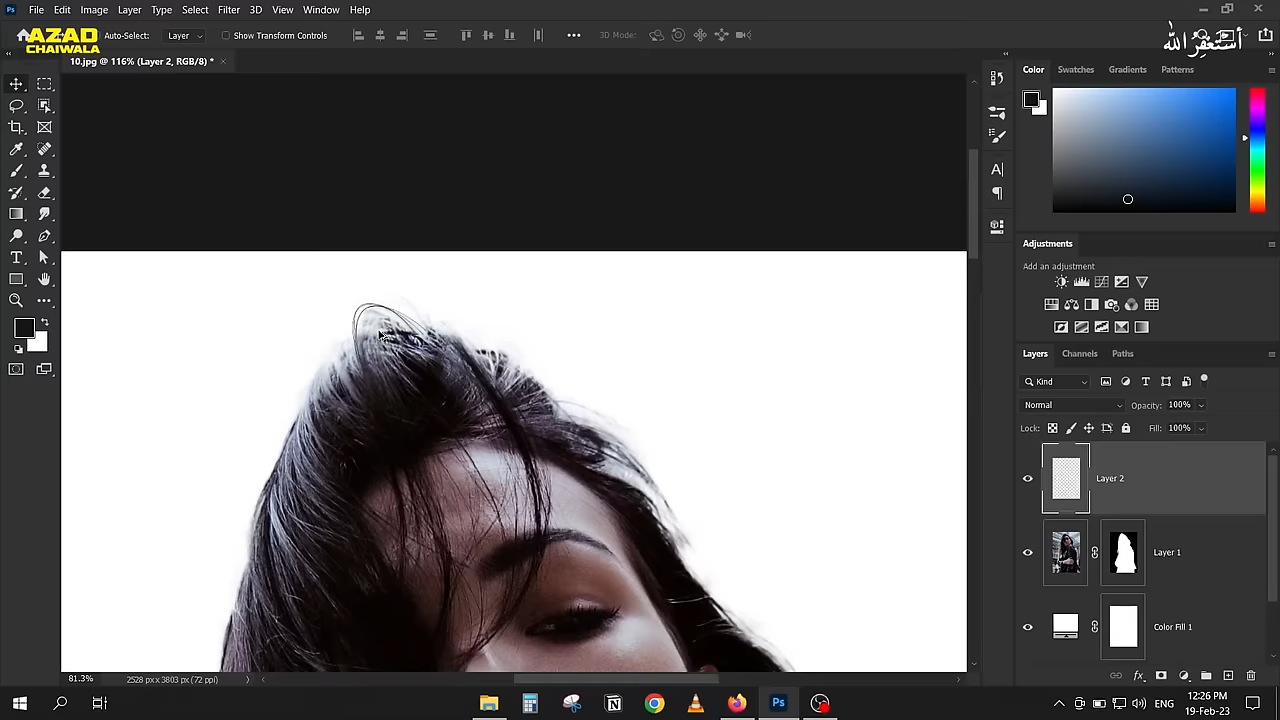 Ps File Edit Image Layer Type Select Filter 3D View Window Help
AZAD
CHAIWALA
Auto-Select: Layer Show Transform Controls 3D Mode:
أستغفر الله
10.jpg @ 116% (Layer 2, RGB/8) *
Color Swatches Gradients Patterns
Adjustments
Add an adjustment
Layers Channels Paths
Kind
Normal Opacity: 100%
Lock: Fill: 100%
Layer 2
Layer 1
Color Fill 1
81.3% 2528 px x 3803 px (72 ppi)
ENG 12:26 PM
19-Feb-23